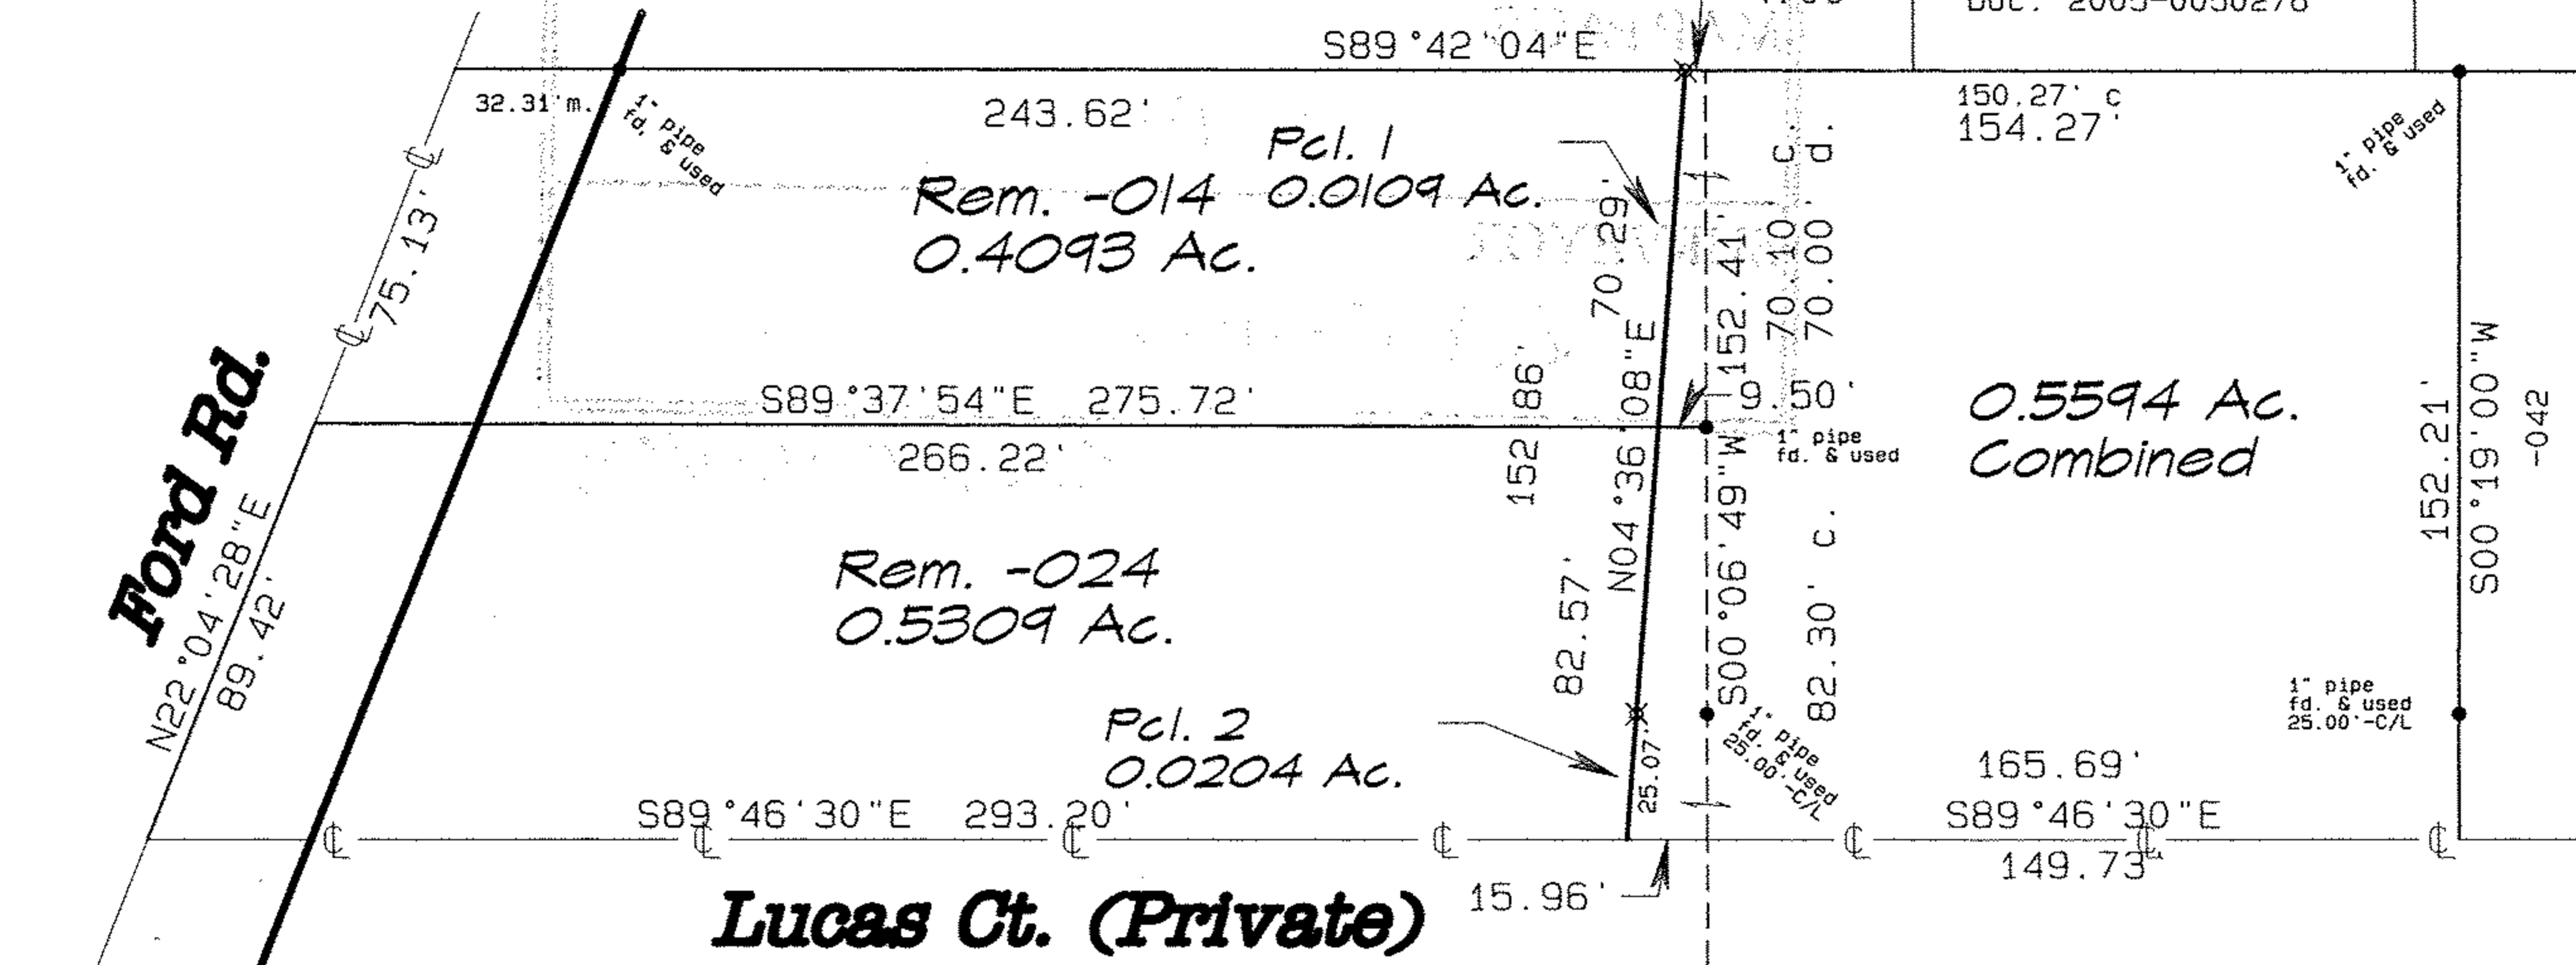 Doc. 2005-0050278
S89°42'04"E
32.31'm.
1" pipe
fd. & used
243.62'
150.27' c
154.27'
1" pipe
fd. & used
Pcl. 1
0.0109 Ac.
Rem. -014
0.4093 Ac.
75.13'
70.29'
152.41'
70.10' c.
70.00' d.
S89°37'54"E 275.72'
266.22'
152.86'
N04°36'08"E
9.50'
1" pipe
fd. & used
0.5594 Ac.
Combined
152.21'
S00°19'00"W
-042
Ford Rd.
N22°04'28"E
89.42'
Rem. -024
0.5309 Ac.
82.57'
S00°06'49"W
82.30' c.
Pcl. 2
0.0204 Ac.
25.07'
1" pipe
fd. & used
25.00'-C/L
1" pipe
fd. & used
25.00'-C/L
165.69'
S89°46'30"E 293.20'
S89°46'30"E
149.73'
15.96'
Lucas Ct. (Private)